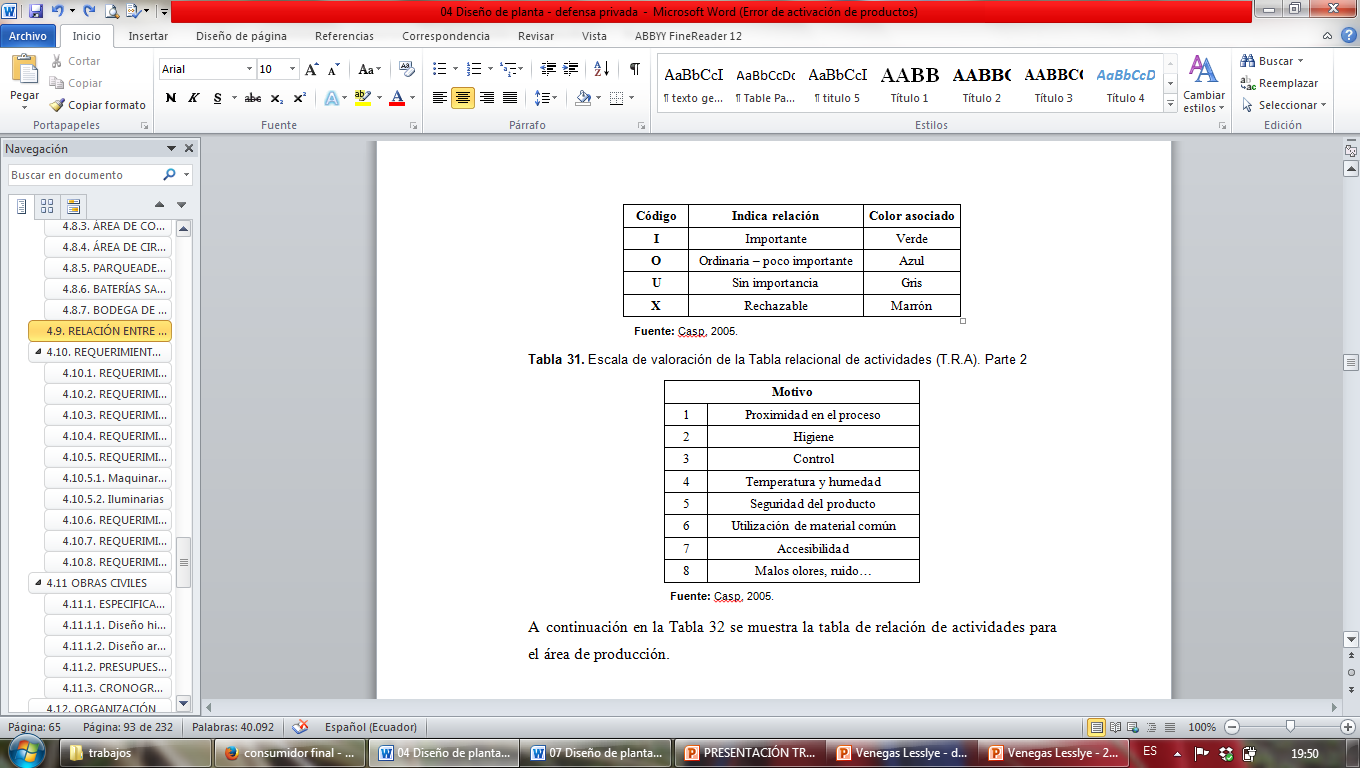 04 Diseño de planta - defensa privada - Microsoft Word (Error de activación de productos)
Archivo Inicio Insertar Diseño de página Referencias Correspondencia Revisar Vista ABBYY FineReader 12
Pegar
Cortar
Copiar
Copiar formato
Portapapeles
Arial 10
N K S abc x₂ x²
Fuente
Párrafo
AaBbCcI AaBbCcDc AaBbCcI AABB AABBC AABBC AaBbCcD
¶ texto ge... ¶ Table Pa... ¶ titulo 5 Título 1 Título 2 Título 3 Título 4
Cambiar estilos
Estilos
Buscar
Reemplazar
Seleccionar
Edición
Navegación
Buscar en documento
4.8.3. ÁREA DE CO...
4.8.4. ÁREA DE CIR...
4.8.5. PARQUEADE...
4.8.6. BATERÍAS SA...
4.8.7. BODEGA DE ...
4.9. RELACIÓN ENTRE ...
4.10. REQUERIMIENT...
4.10.1. REQUERIMI...
4.10.2. REQUERIMI...
4.10.3. REQUERIMI...
4.10.4. REQUERIMI...
4.10.5. REQUERIMI...
4.10.5.1. Maquinar...
4.10.5.2. Iluminarias
4.10.6. REQUERIMI...
4.10.7. REQUERIMI...
4.10.8. REQUERIMI...
4.11 OBRAS CIVILES
4.11.1. ESPECIFICA...
4.11.1.1. Diseño hi...
4.11.1.2. Diseño ar...
4.11.2. PRESUPUES...
4.11.3. CRONOGR...
4.12. ORGANIZACIÓN
Código Indica relación Color asociado
I Importante Verde
O Ordinaria – poco importante Azul
U Sin importancia Gris
X Rechazable Marrón
Fuente: Casp, 2005.
Tabla 31. Escala de valoración de la Tabla relacional de actividades (T.R.A). Parte 2
Motivo
1 Proximidad en el proceso
2 Higiene
3 Control
4 Temperatura y humedad
5 Seguridad del producto
6 Utilización de material común
7 Accesibilidad
8 Malos olores, ruido…
Fuente: Casp, 2005.
A continuación en la Tabla 32 se muestra la tabla de relación de actividades para
el área de producción.
Página: 65 Página: 93 de 232 Palabras: 40.092 Español (Ecuador) 100%
trabajos consumidor final - ... 04 Diseño de planta... 07 Diseño de planta... PRESENTACIÓN TR... Venegas Lesslye - d... Venegas Lesslye - 2... ES 19:50